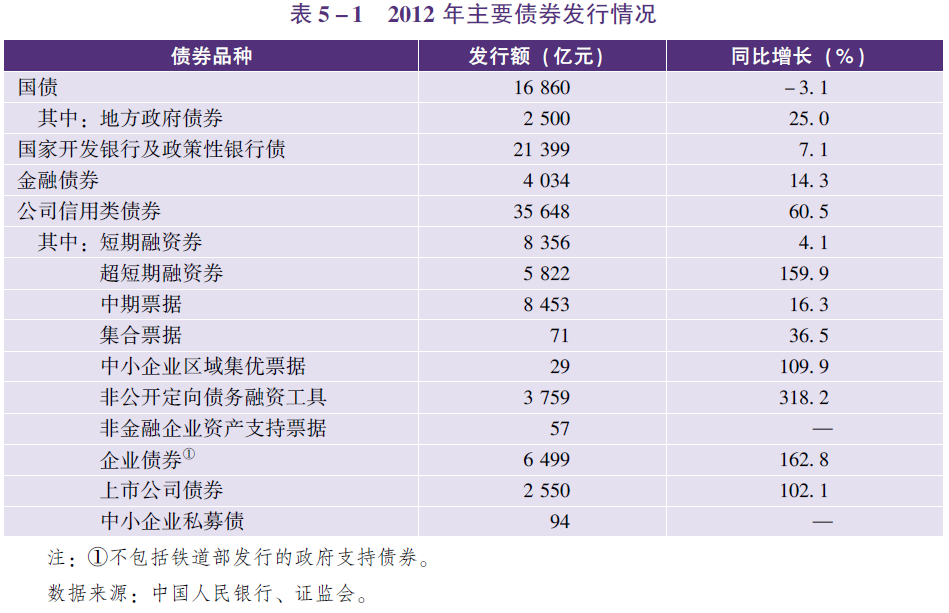 表 5-1 2012 年主要债券发行情况
债券品种 发行额（亿元） 同比增长（%）
国债 16 860 -3.1
其中：地方政府债券 2 500 25.0
国家开发银行及政策性银行债 21 399 7.1
金融债券 4 034 14.3
公司信用类债券 35 648 60.5
其中：短期融资券 8 356 4.1
超短期融资券 5 822 159.9
中期票据 8 453 16.3
集合票据 71 36.5
中小企业区域集优票据 29 109.9
非公开定向债务融资工具 3 759 318.2
非金融企业资产支持票据 57 —
企业债券① 6 499 162.8
上市公司债券 2 550 102.1
中小企业私募债 94 —
注：①不包括铁道部发行的政府支持债券。
数据来源：中国人民银行、证监会。